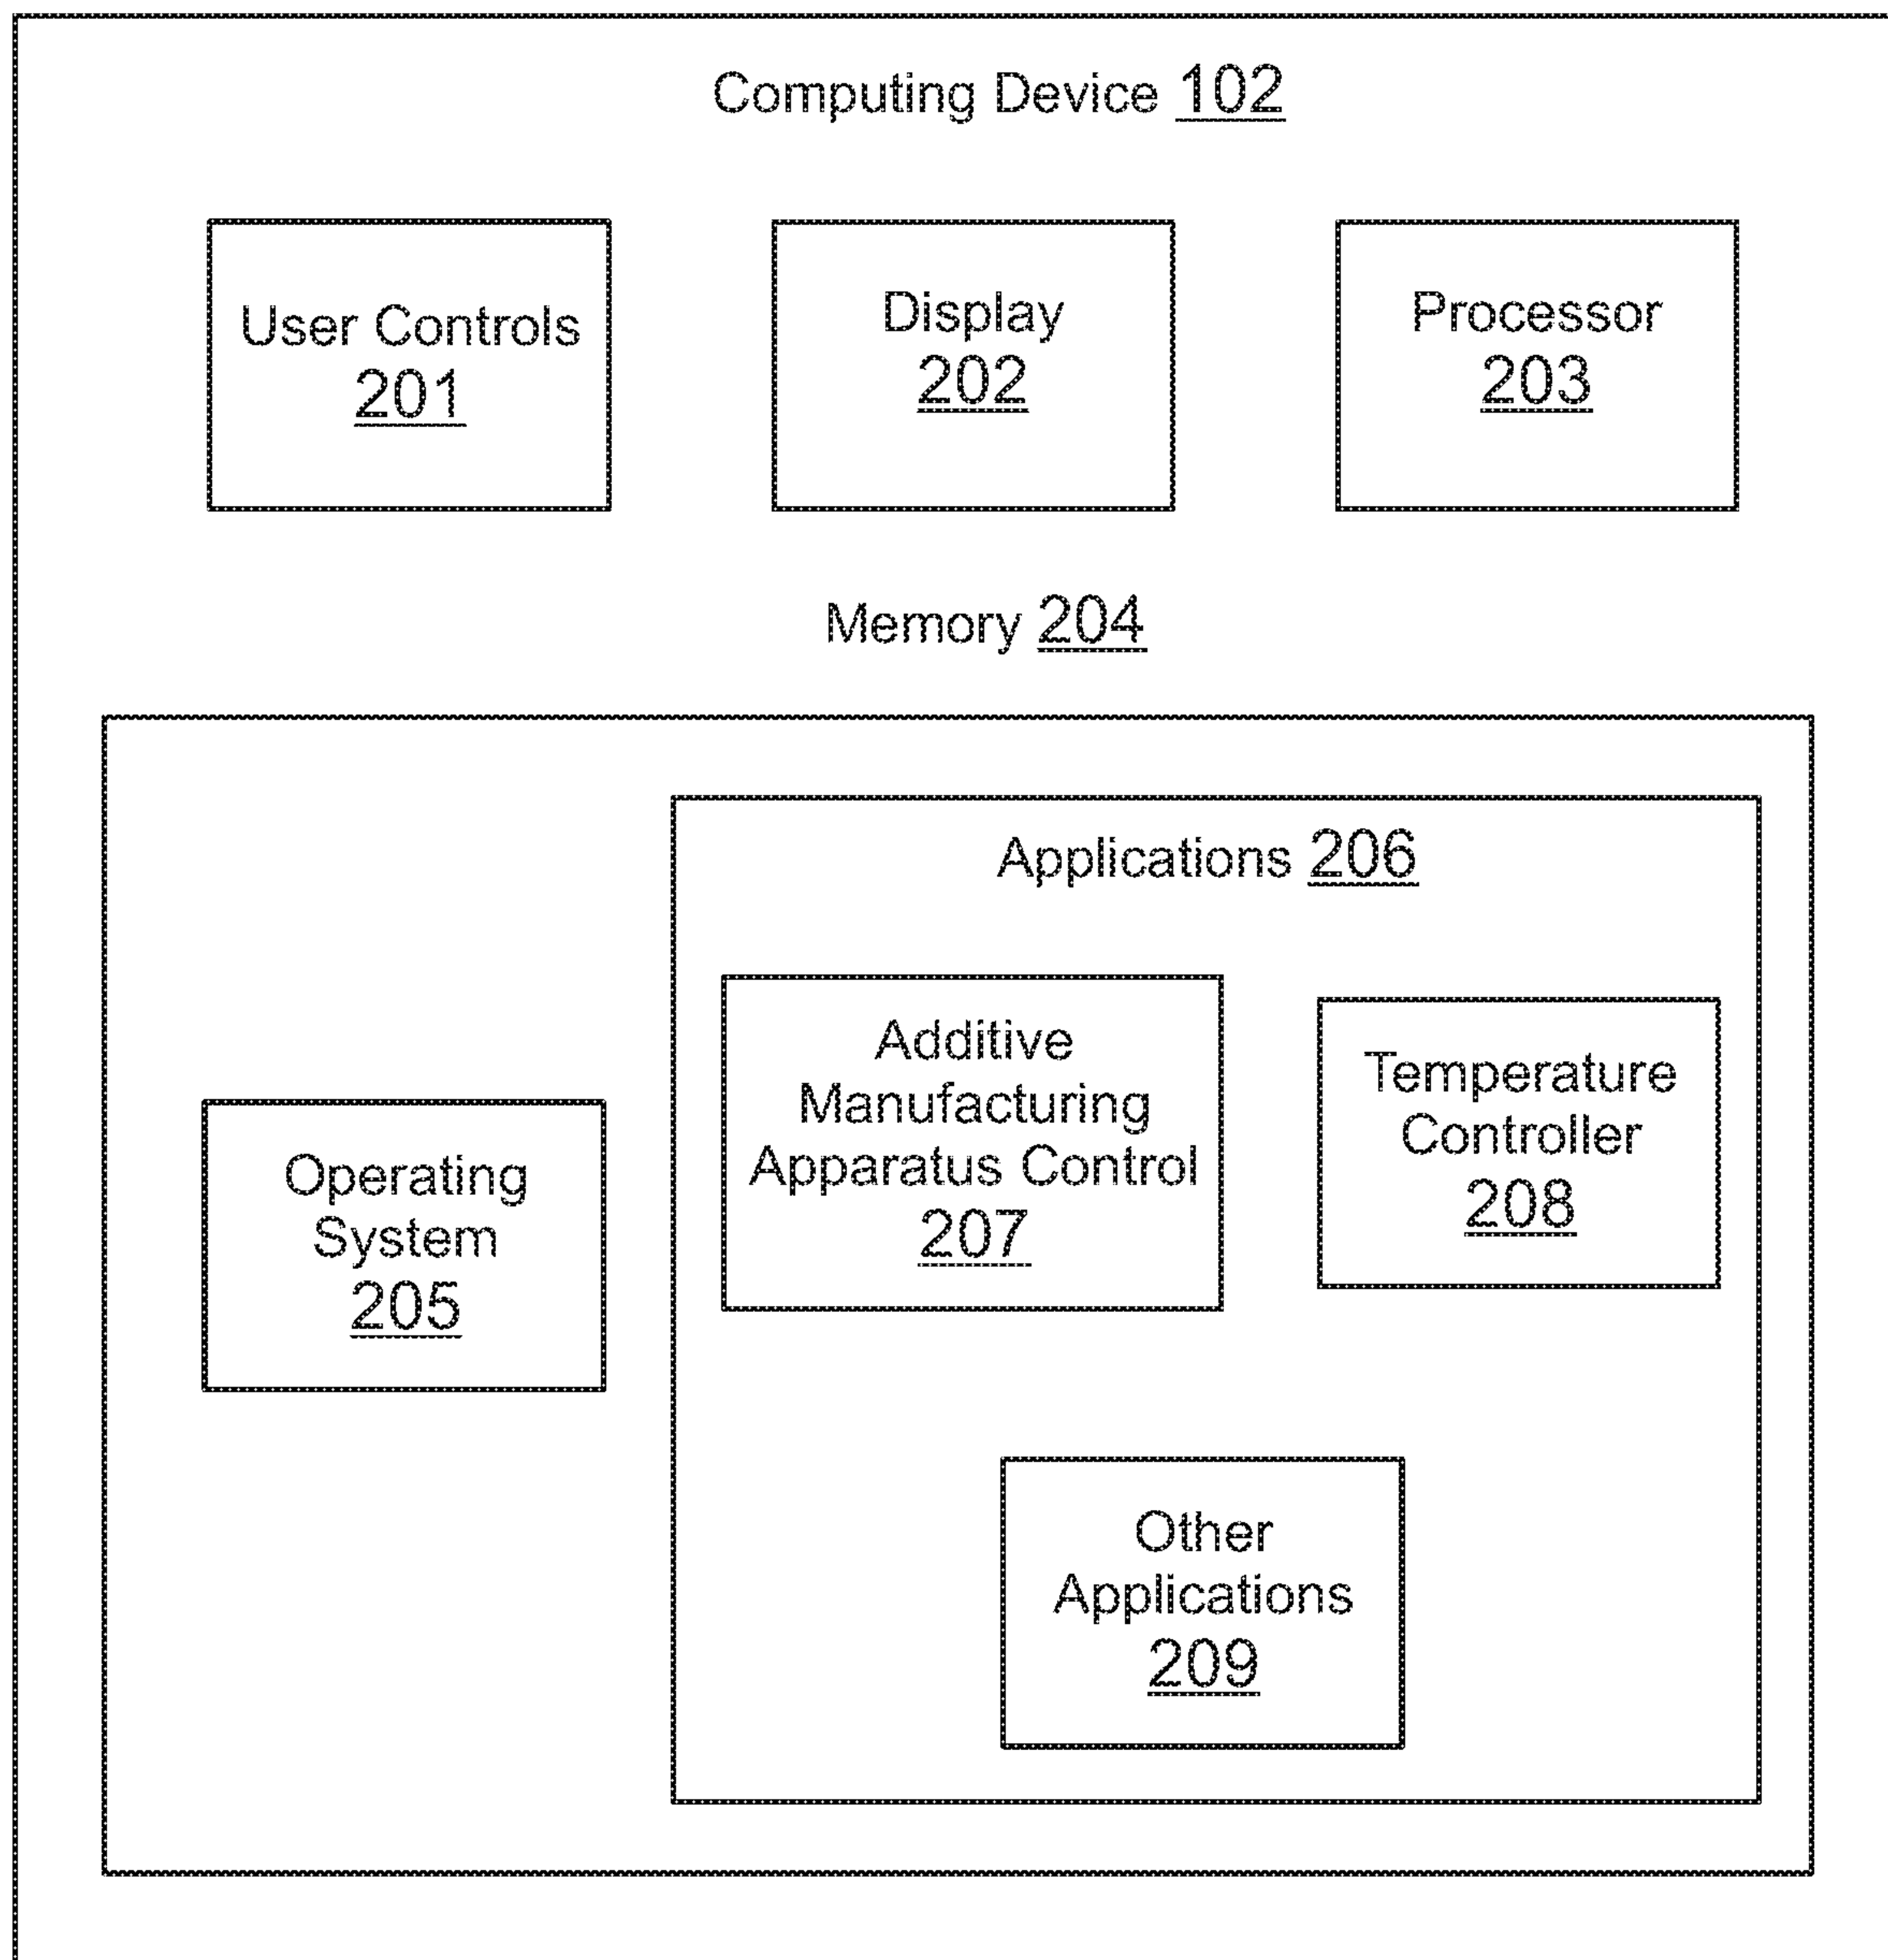 Computing Device 102
User Controls
201
Display
202
Processor
203
Memory 204
Applications 206
Additive
Manufacturing
Apparatus Control
207
Temperature
Controller
208
Operating
System
205
Other
Applications
209